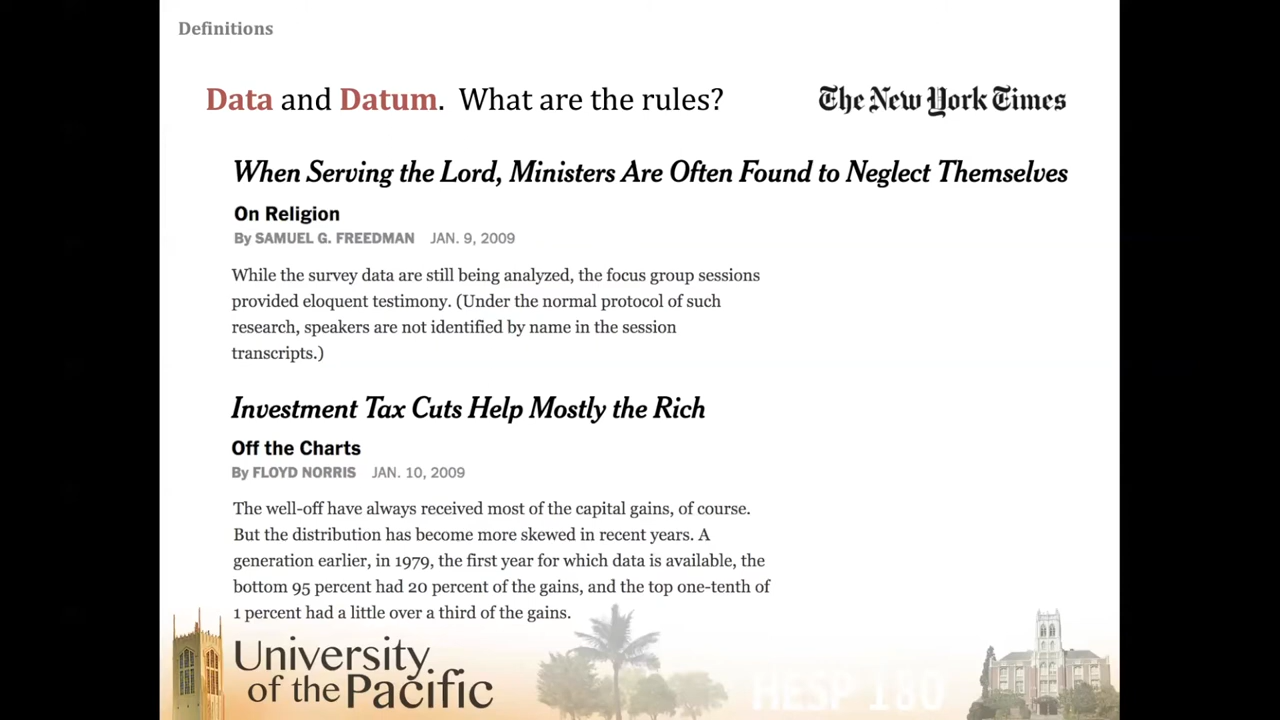 Definitions
Data and Datum. What are the rules?
The New York Times
When Serving the Lord, Ministers Are Often Found to Neglect Themselves
On Religion
By SAMUEL G. FREEDMAN JAN. 9, 2009
While the survey data are still being analyzed, the focus group sessions
provided eloquent testimony. (Under the normal protocol of such
research, speakers are not identified by name in the session
transcripts.)
Investment Tax Cuts Help Mostly the Rich
Off the Charts
By FLOYD NORRIS JAN. 10, 2009
The well-off have always received most of the capital gains, of course.
But the distribution has become more skewed in recent years. A
generation earlier, in 1979, the first year for which data is available, the
bottom 95 percent had 20 percent of the gains, and the top one-tenth of
1 percent had a little over a third of the gains.
University
of the Pacific
HESP 180